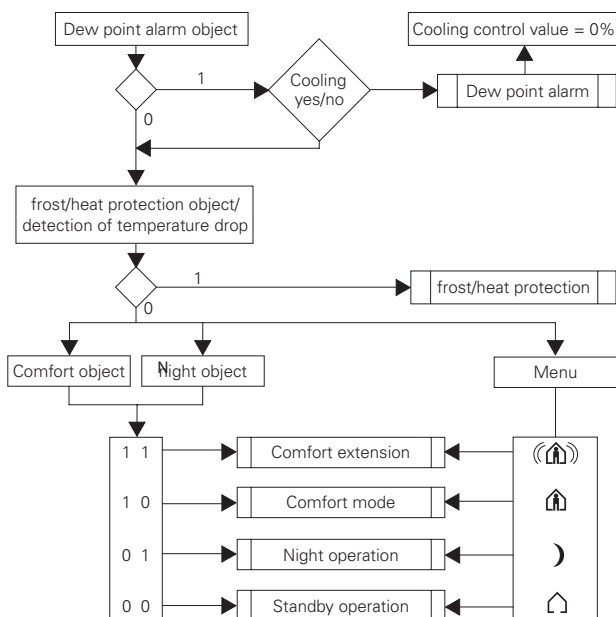 Dew point alarm object
Cooling control value = 0%
1
Cooling
yes/no
Dew point alarm
0
frost/heat protection object/
detection of temperature drop
1
frost/heat protection
0
Comfort object
Night object
Menu
1 1
Comfort extension
1 0
Comfort mode
0 1
Night operation
0 0
Standby operation